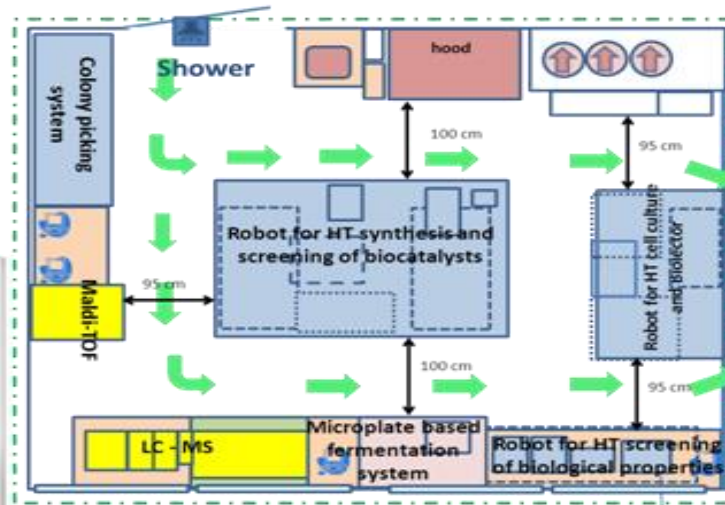 Shower
hood
Colony picking
system
100 cm
95 cm
Robot for HT synthesis and
screening of biocatalysts
Robot for HT cell culture
and Biolector
95 cm
Maldi-TOF
100 cm
95 cm
LC - MS
Microplate based
fermentation
system
Robot for HT screening
of biological properties